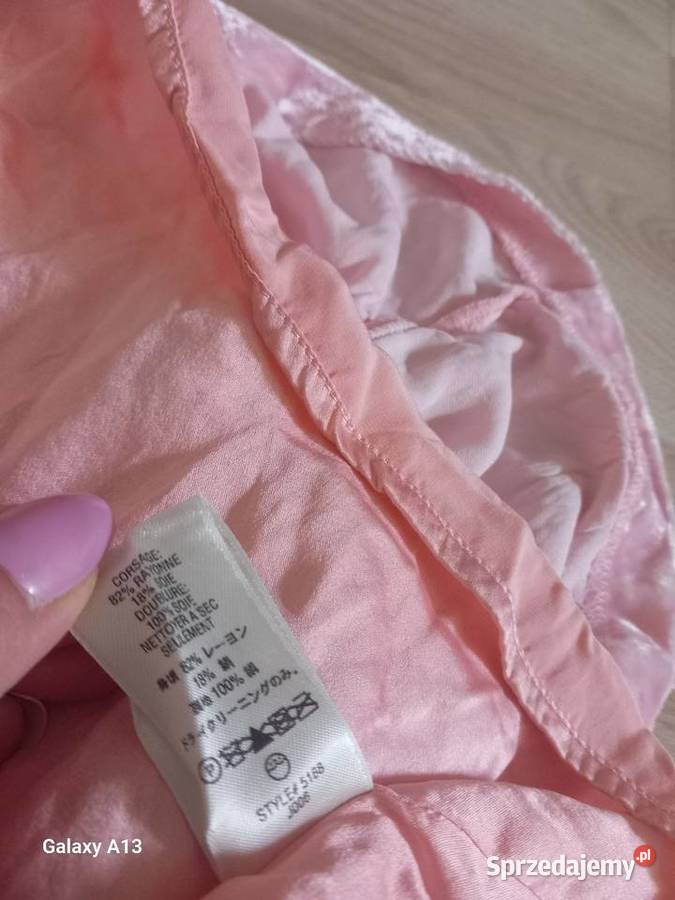 CORSAGE:
82% RAYONNE
18% SOIE
DOUBLURE:
100% SOIE
NETTOYER A SEC
SEULEMENT
身頃 82% レーヨン
18% 絹
裏地 100% 絹
ドライクリーニングのみ.
P
STYLE# 5188
Galaxy A13
Sprzedajemy.pl